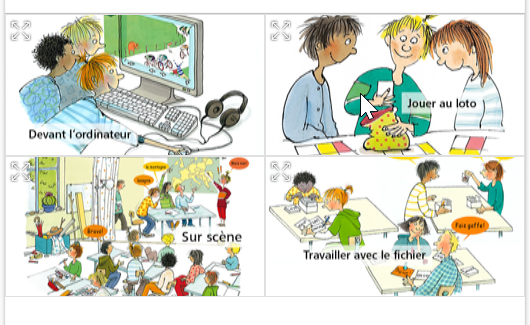 Devant l'ordinateur
Jouer au loto
Bravo!
Sur scène
Fais gaffe!
Travailler avec le fichier